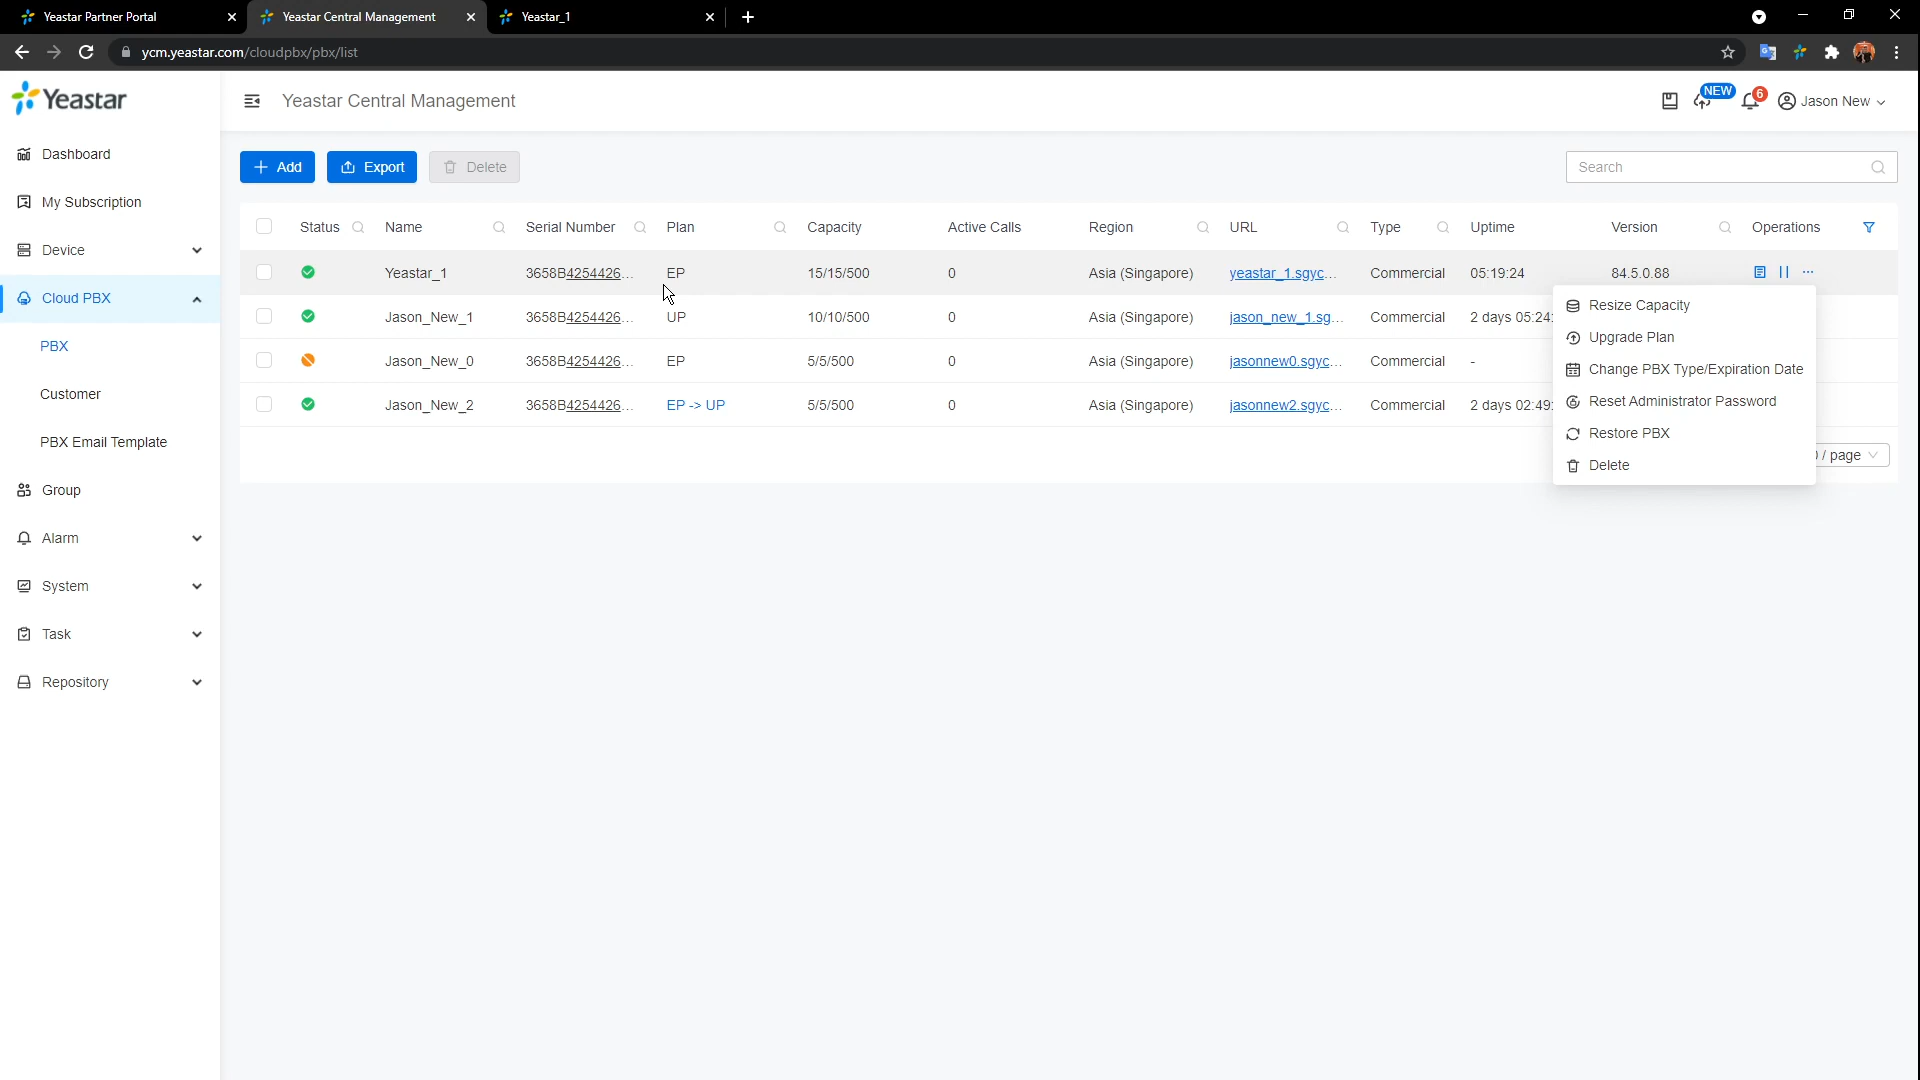 Yeastar Partner Portal
Yeastar Central Management
Yeastar_1
ycm.yeastar.com/cloudpbx/pbx/list
Yeastar
Yeastar Central Management
NEW
6
Jason New
Dashboard
My Subscription
Device
Cloud PBX
PBX
Customer
PBX Email Template
Group
Alarm
System
Task
Repository
Add
Export
Delete
Search
Status Name Serial Number Plan Capacity Active Calls Region URL Type Uptime Version Operations
Yeastar_1 3658B4254426... EP 15/15/500 0 Asia (Singapore) yeastar_1.sgyc... Commercial 05:19:24 84.5.0.88
Jason_New_1 3658B4254426... UP 10/10/500 0 Asia (Singapore) jason_new_1.sg... Commercial 2 days 05:24:
Jason_New_0 3658B4254426... EP 5/5/500 0 Asia (Singapore) jasonnew0.sgyc... Commercial -
Jason_New_2 3658B4254426... EP -> UP 5/5/500 0 Asia (Singapore) jasonnew2.sgyc... Commercial 2 days 02:49:
Resize Capacity
Upgrade Plan
Change PBX Type/Expiration Date
Reset Administrator Password
Restore PBX
Delete
/ page